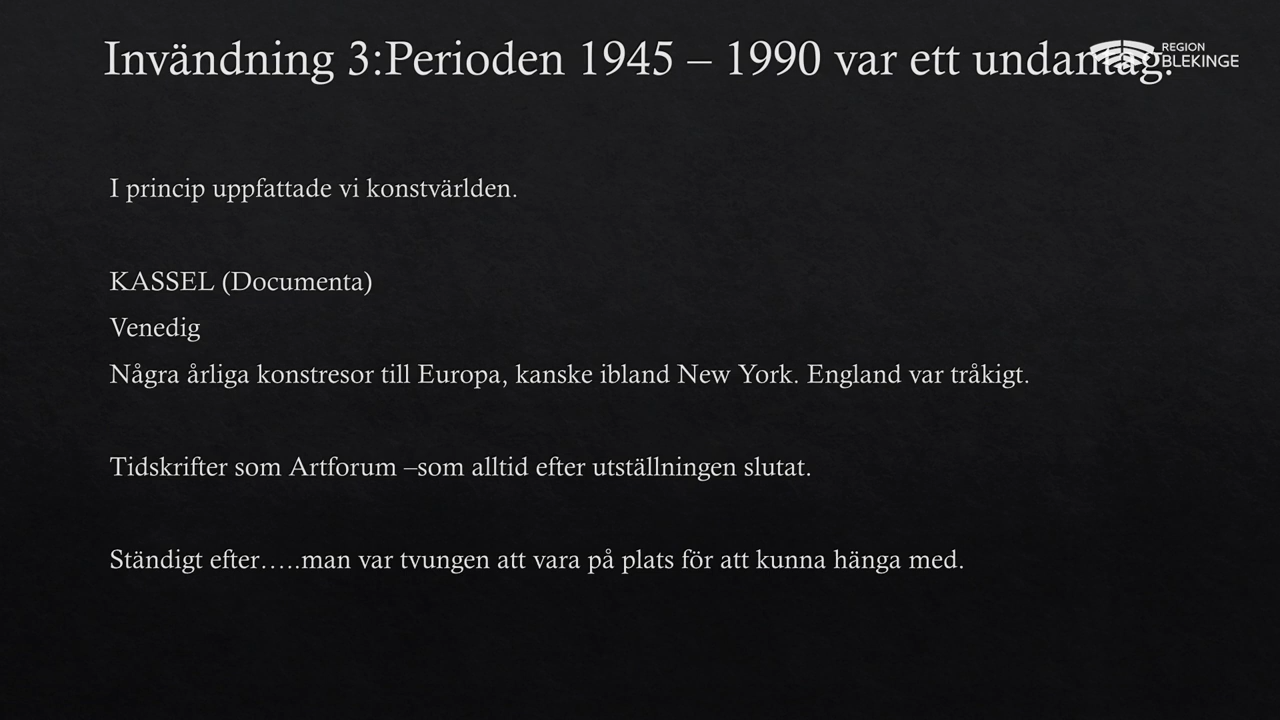 Invändning 3:Perioden 1945 – 1990 var ett undantag.
REGION
BLEKINGE
I princip uppfattade vi konstvärlden.
KASSEL (Documenta)
Venedig
Några årliga konstresor till Europa, kanske ibland New York. England var tråkigt.
Tidskrifter som Artforum –som alltid efter utställningen slutat.
Ständigt efter…..man var tvungen att vara på plats för att kunna hänga med.